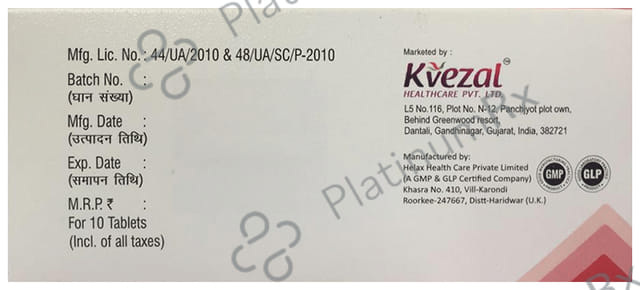 Mfg. Lic. No.: 44/UA/2010 & 48/UA/SC/P-2010
Batch No. :
(घान संख्या)
Mfg. Date :
(उत्पादन तिथि)
Exp. Date :
(समापन तिथि)
M.R.P. ₹ :
For 10 Tablets
(Incl. of all taxes)
Marketed by :
Kvezal™
HEALTHCARE PVT. LTD.
L5 No.116, Plot No. N-12, Panchjyot plot own,
Behind Greenwood resort,
Dantali, Gandhinagar, Gujarat, India, 382721
Manufactured by:
Helax Health Care Private Limited
(A GMP & GLP Certified Company)
Khasra No. 410, Vill-Karondi
Roorkee-247667, Distt-Haridwar (U.K.)
GMP
GLP
PlatinumRx